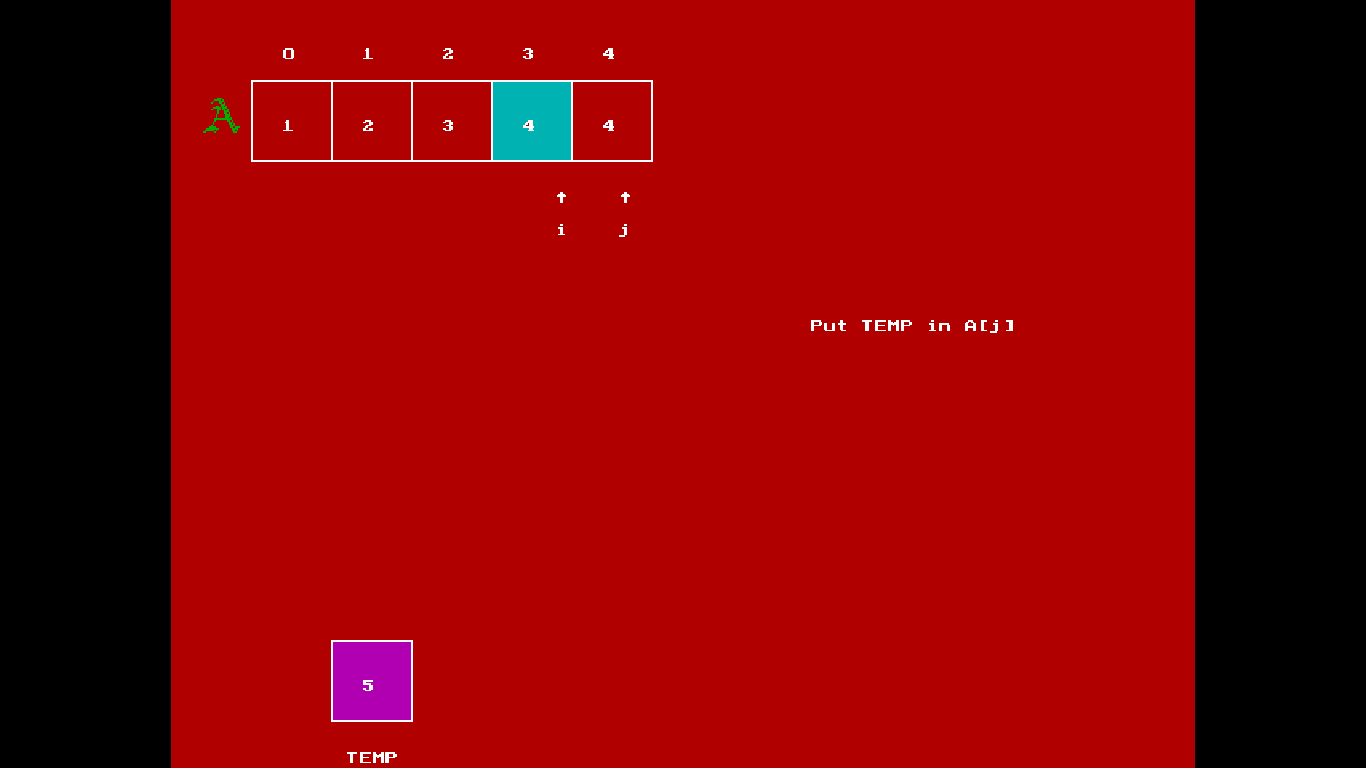 0 1 2 3 4
A 1 2 3 4 4
↑ ↑
i j
Put TEMP in A[j]
5
TEMP